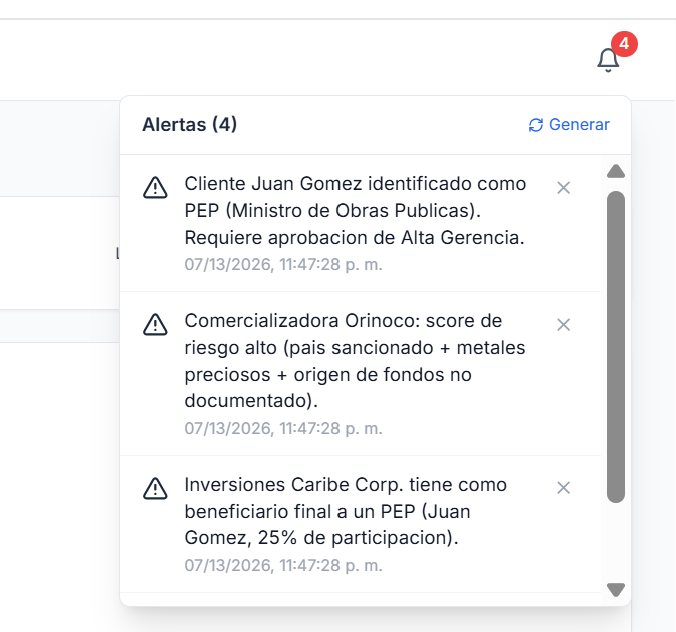 4
Alertas (4)
Generar
Cliente Juan Gomez identificado como
PEP (Ministro de Obras Publicas).
Requiere aprobacion de Alta Gerencia.
07/13/2026, 11:47:28 p. m.
Comercializadora Orinoco: score de
riesgo alto (pais sancionado + metales
preciosos + origen de fondos no
documentado).
07/13/2026, 11:47:28 p. m.
Inversiones Caribe Corp. tiene como
beneficiario final a un PEP (Juan
Gomez, 25% de participacion).
07/13/2026, 11:47:28 p. m.